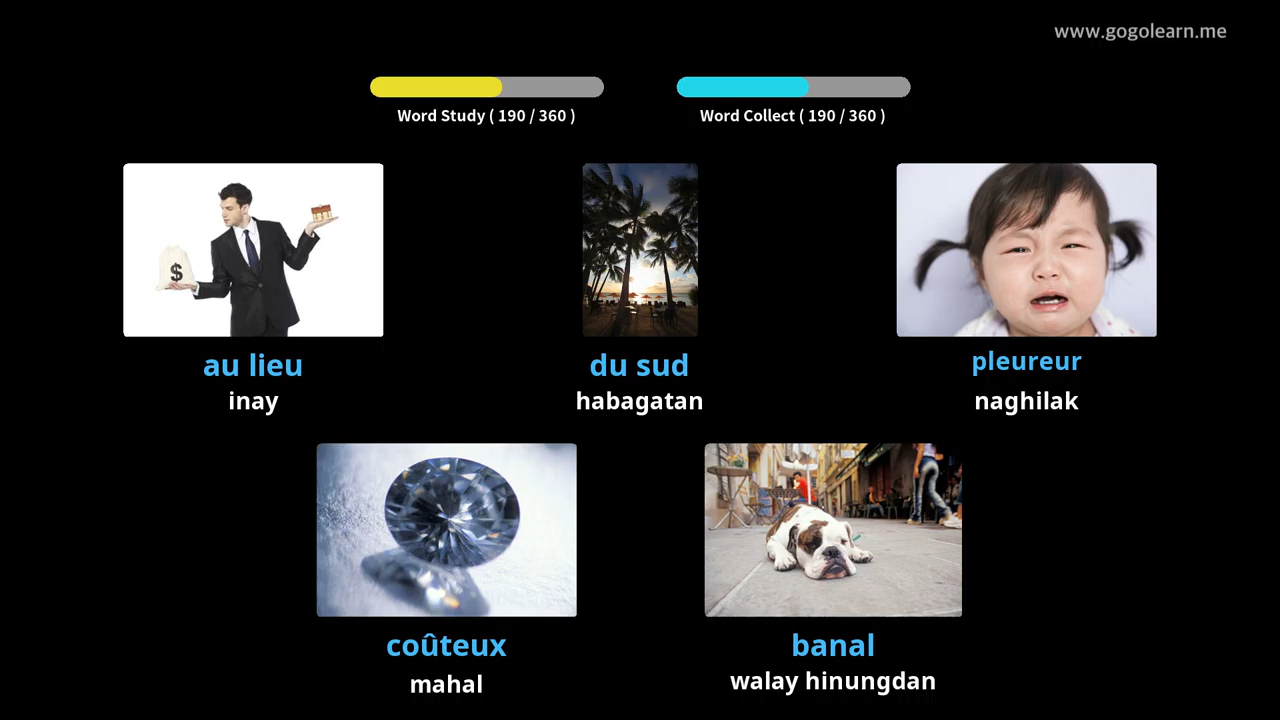 www.gogolearn.me
Word Study ( 190 / 360 )
Word Collect ( 190 / 360 )
$
au lieu
inay
du sud
habagatan
pleureur
naghilak
coûteux
mahal
banal
walay hinungdan